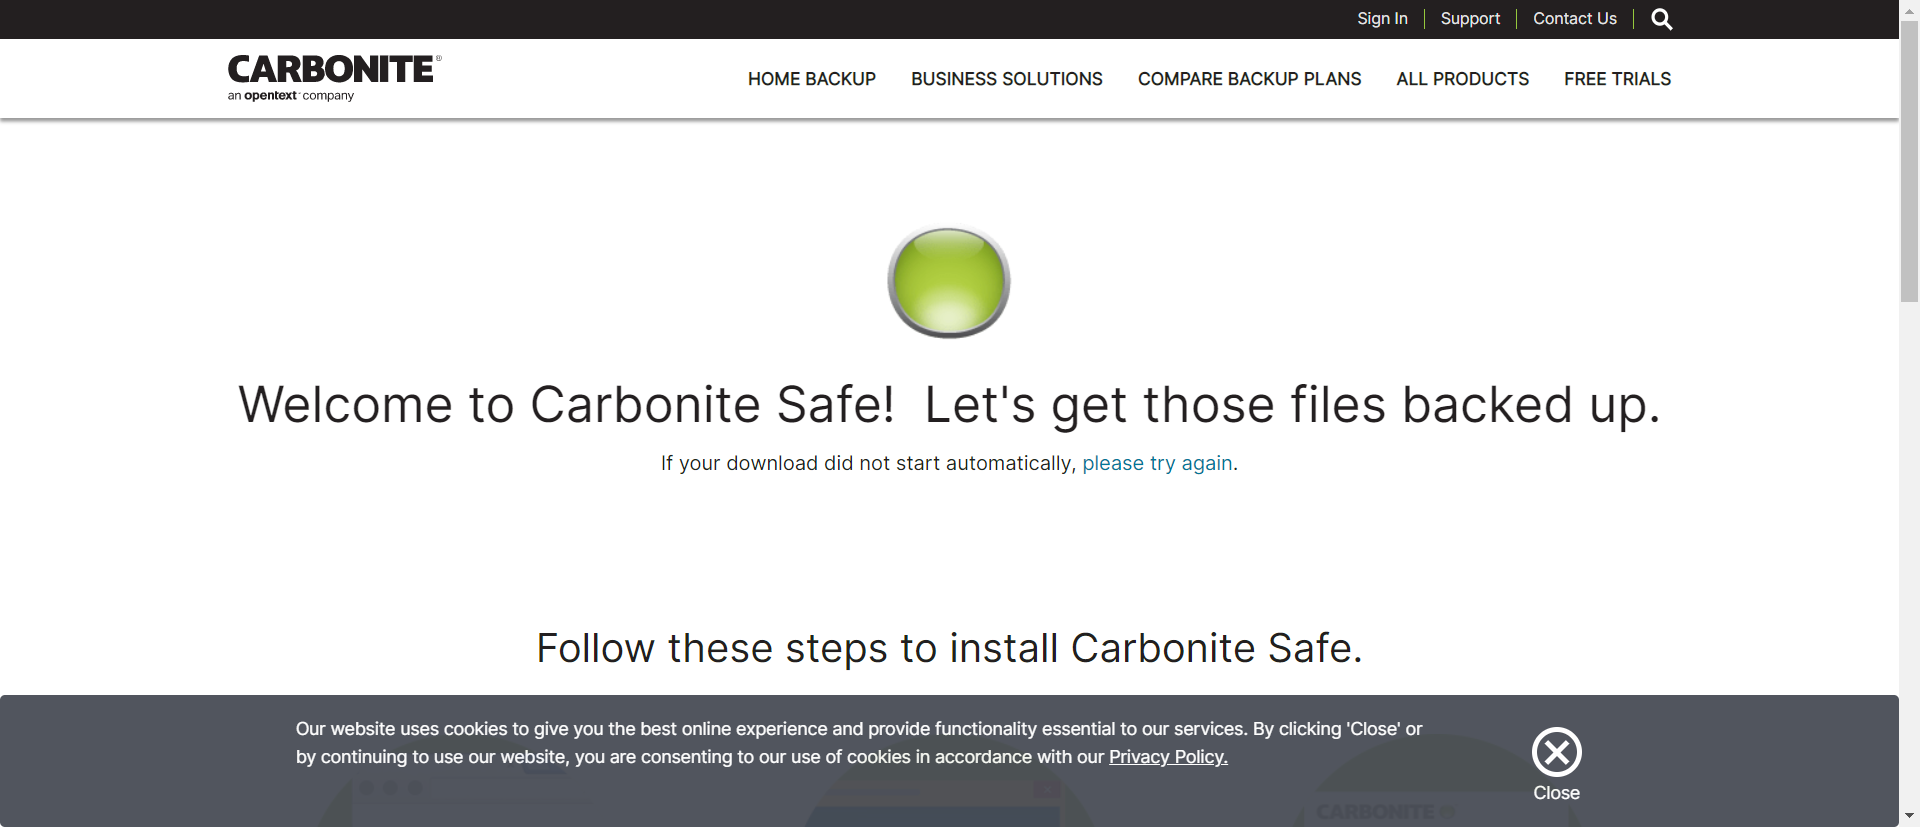 Sign In
Support
Contact Us
CARBONITE®
an opentext™ company
HOME BACKUP
BUSINESS SOLUTIONS
COMPARE BACKUP PLANS
ALL PRODUCTS
FREE TRIALS
Welcome to Carbonite Safe!  Let's get those files backed up.
If your download did not start automatically, please try again.
Follow these steps to install Carbonite Safe.
Our website uses cookies to give you the best online experience and provide functionality essential to our services. By clicking 'Close' or
by continuing to use our website, you are consenting to our use of cookies in accordance with our Privacy Policy.
Close
CARBONITE